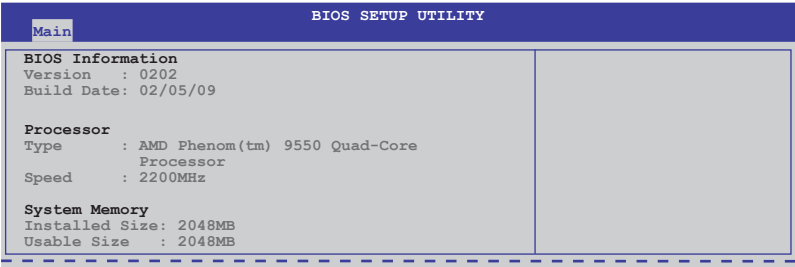 BIOS SETUP UTILITY
Main
BIOS Information
Version : 0202
Build Date: 02/05/09
Processor
Type : AMD Phenom(tm) 9550 Quad-Core
Processor
Speed : 2200MHz
System Memory
Installed Size: 2048MB
Usable Size : 2048MB